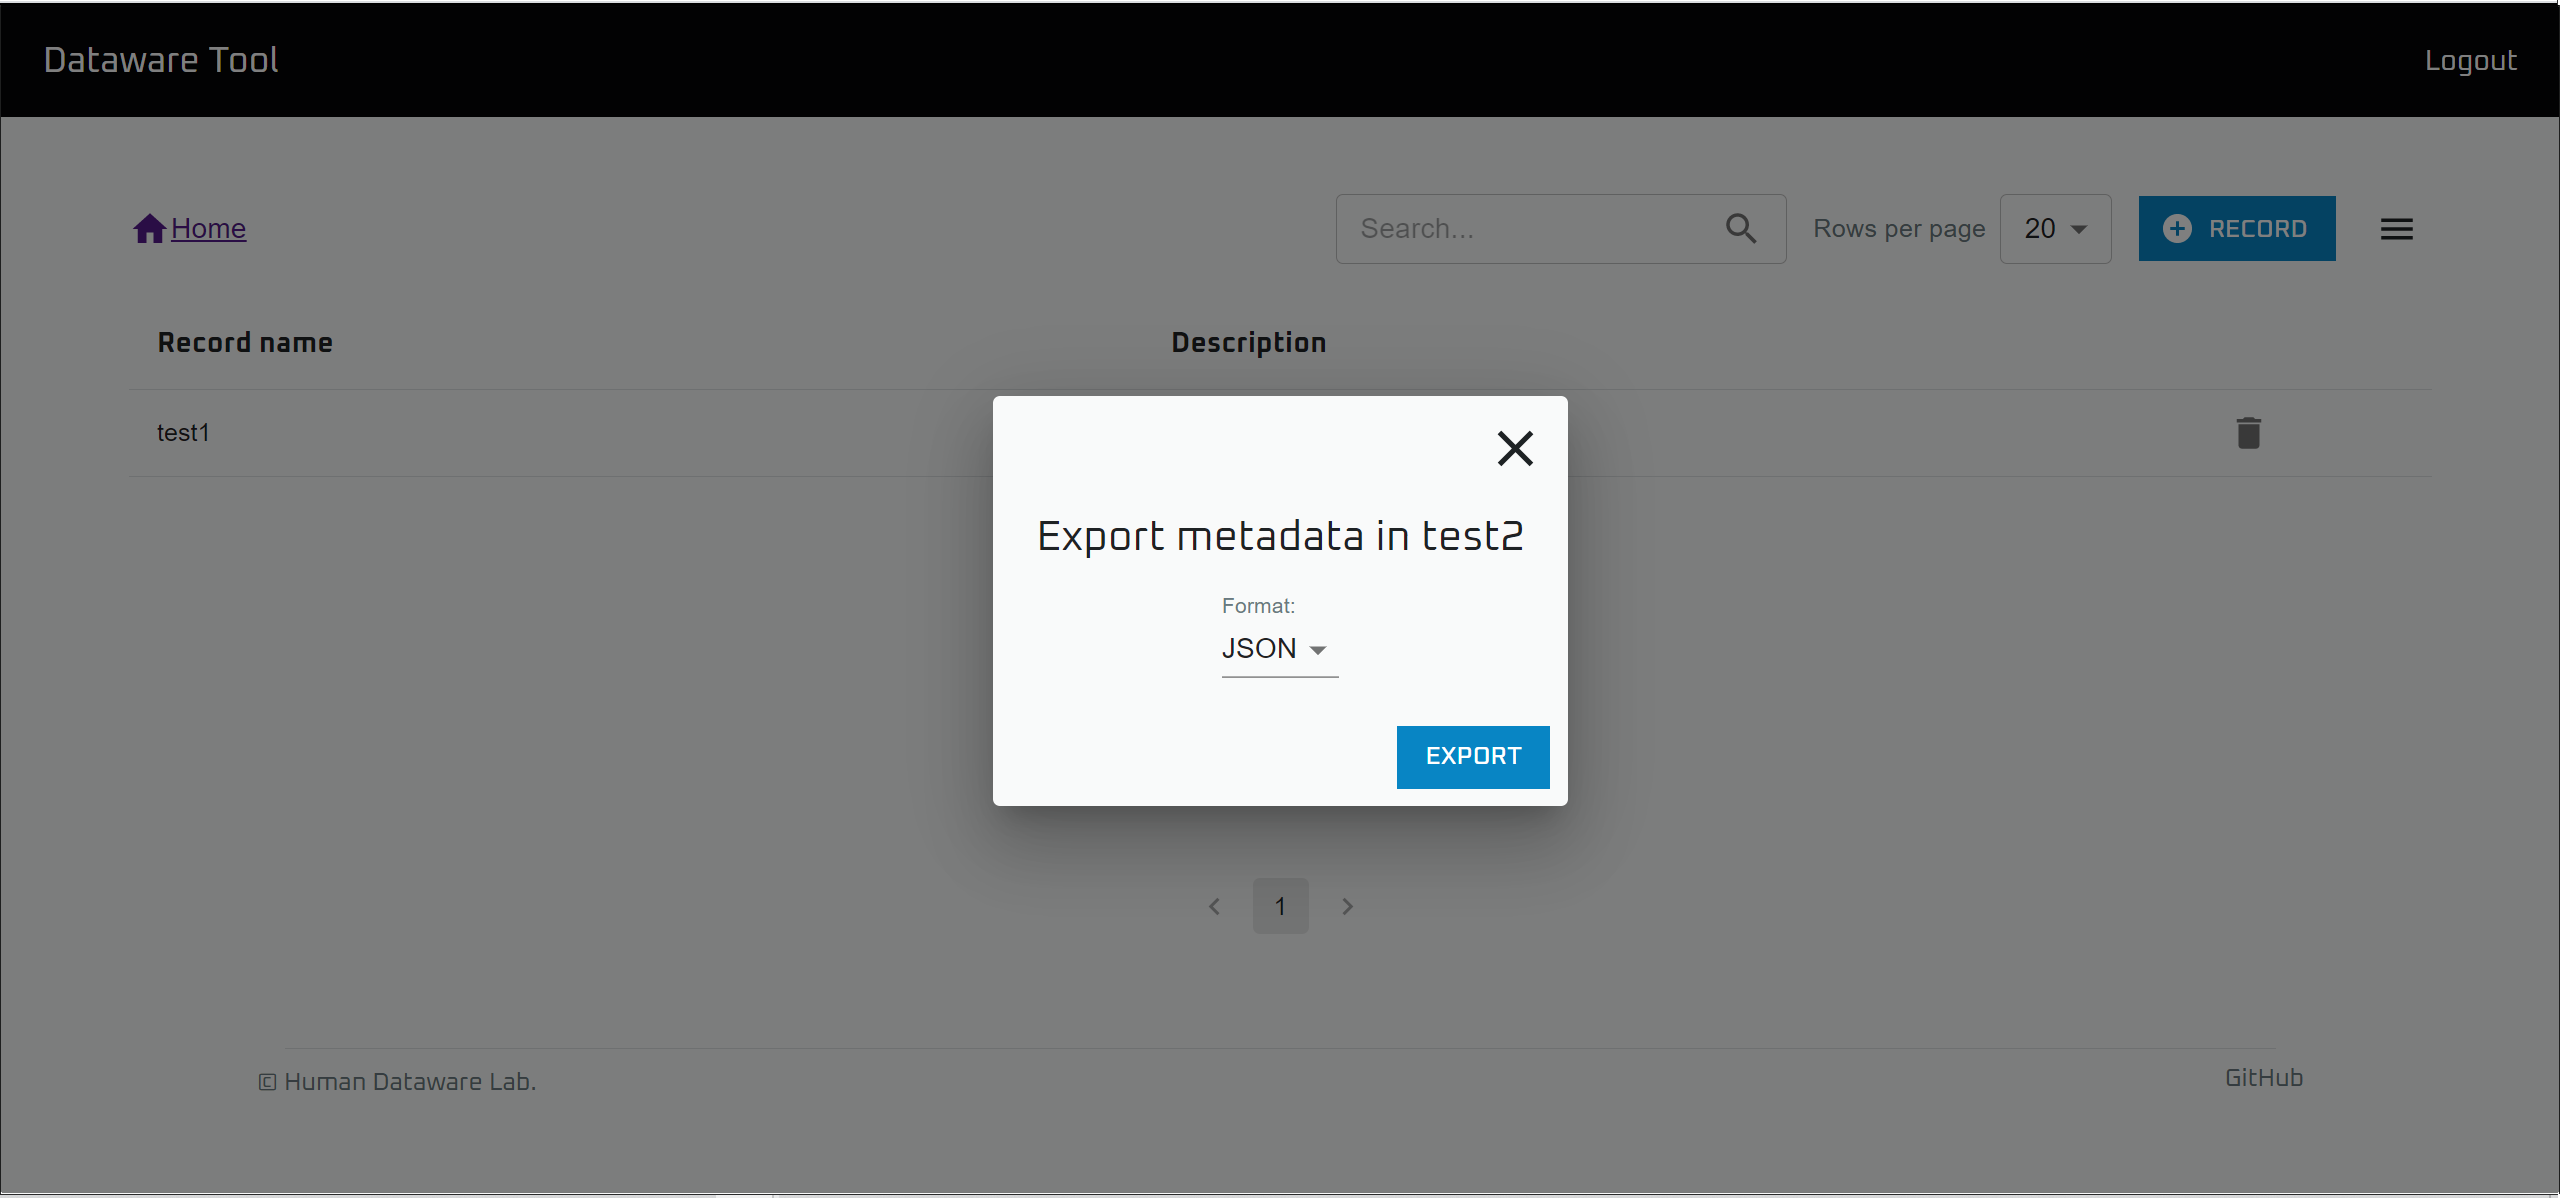 Dataware Tool
Logout
Home
Search...
Rows per page
20
RECORD
Record name
Description
test1
Export metadata in test2
Format:
JSON
EXPORT
1
© Human Dataware Lab.
GitHub